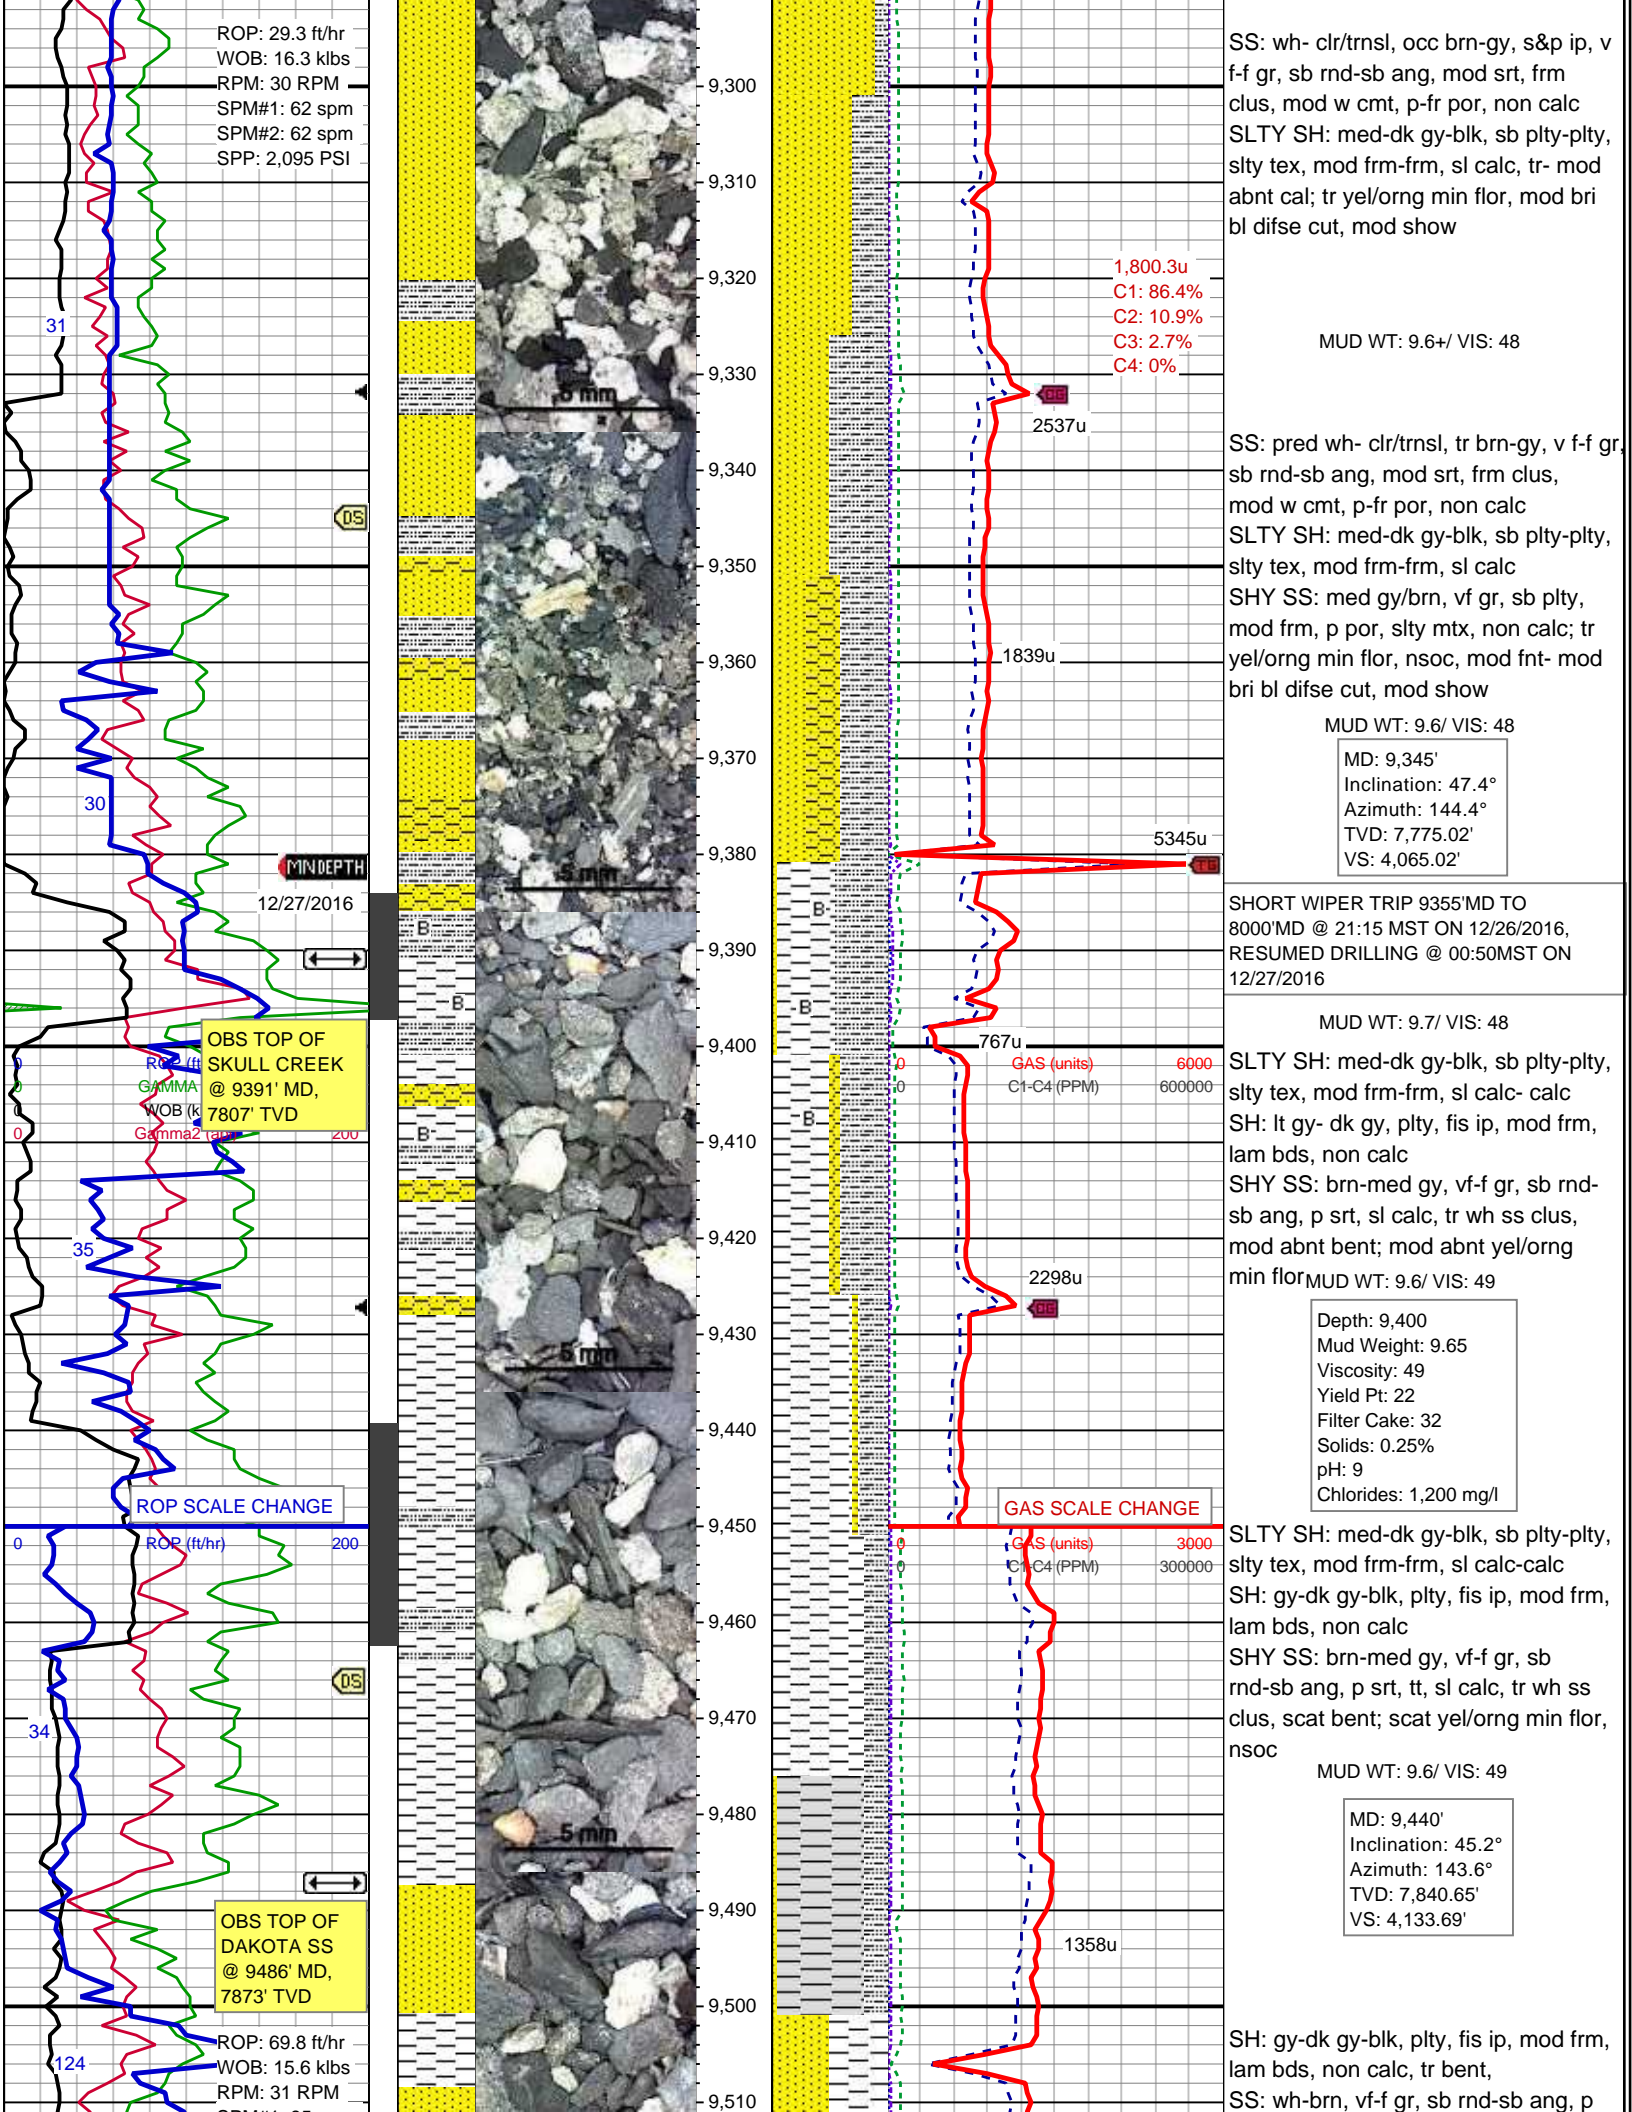 ROP: 29.3 ft/hr
WOB: 16.3 klbs
RPM: 30 RPM
SPM#1: 62 spm
SPM#2: 62 spm
SPP: 2,095 PSI
31
DS
30
MN DEPTH
12/27/2016
OBS TOP OF
SKULL CREEK
@ 9391' MD,
7807' TVD
0 ROP (ft
0 GAMMA
0 WOB (k
0 Gamma2 (api) 200
35
ROP SCALE CHANGE
0 ROP (ft/hr) 200
34
DS
OBS TOP OF
DAKOTA SS
@ 9486' MD,
7873' TVD
124
ROP: 69.8 ft/hr
WOB: 15.6 klbs
RPM: 31 RPM
B
B
B
5 mm
5 mm
5 mm
5 mm
9,300
9,310
9,320
9,330
9,340
9,350
9,360
9,370
9,380
9,390
9,400
9,410
9,420
9,430
9,440
9,450
9,460
9,470
9,480
9,490
9,500
9,510
B
B
B
1,800.3u
C1: 86.4%
C2: 10.9%
C3: 2.7%
C4: 0%
CG
2537u
1839u
5345u
TG
767u
0 GAS (units) 6000
0 C1-C4 (PPM) 600000
2298u
CG
GAS SCALE CHANGE
0 GAS (units) 3000
0 C1-C4 (PPM) 300000
1358u
SS: wh- clr/trnsl, occ brn-gy, s&p ip, v
f-f gr, sb rnd-sb ang, mod srt, frm
clus, mod w cmt, p-fr por, non calc
SLTY SH: med-dk gy-blk, sb plty-plty,
slty tex, mod frm-frm, sl calc, tr- mod
abnt cal; tr yel/orng min flor, mod bri
bl difse cut, mod show
MUD WT: 9.6+/ VIS: 48
SS: pred wh- clr/trnsl, tr brn-gy, v f-f gr,
sb rnd-sb ang, mod srt, frm clus,
mod w cmt, p-fr por, non calc
SLTY SH: med-dk gy-blk, sb plty-plty,
slty tex, mod frm-frm, sl calc
SHY SS: med gy/brn, vf gr, sb plty,
mod frm, p por, slty mtx, non calc; tr
yel/orng min flor, nsoc, mod fnt- mod
bri bl difse cut, mod show
MUD WT: 9.6/ VIS: 48
MD: 9,345'
Inclination: 47.4°
Azimuth: 144.4°
TVD: 7,775.02'
VS: 4,065.02'
SHORT WIPER TRIP 9355'MD TO
8000'MD @ 21:15 MST ON 12/26/2016,
RESUMED DRILLING @ 00:50MST ON
12/27/2016
MUD WT: 9.7/ VIS: 48
SLTY SH: med-dk gy-blk, sb plty-plty,
slty tex, mod frm-frm, sl calc- calc
SH: lt gy- dk gy, plty, fis ip, mod frm,
lam bds, non calc
SHY SS: brn-med gy, vf-f gr, sb rnd-
sb ang, p srt, sl calc, tr wh ss clus,
mod abnt bent; mod abnt yel/orng
min flor
MUD WT: 9.6/ VIS: 49
Depth: 9,400
Mud Weight: 9.65
Viscosity: 49
Yield Pt: 22
Filter Cake: 32
Solids: 0.25%
pH: 9
Chlorides: 1,200 mg/l
SLTY SH: med-dk gy-blk, sb plty-plty,
slty tex, mod frm-frm, sl calc-calc
SH: gy-dk gy-blk, plty, fis ip, mod frm,
lam bds, non calc
SHY SS: brn-med gy, vf-f gr, sb
rnd-sb ang, p srt, tt, sl calc, tr wh ss
clus, scat bent; scat yel/orng min flor,
nsoc
MUD WT: 9.6/ VIS: 49
MD: 9,440'
Inclination: 45.2°
Azimuth: 143.6°
TVD: 7,840.65'
VS: 4,133.69'
SH: gy-dk gy-blk, plty, fis ip, mod frm,
lam bds, non calc, tr bent,
SS: wh-brn, vf-f gr, sb rnd-sb ang, p